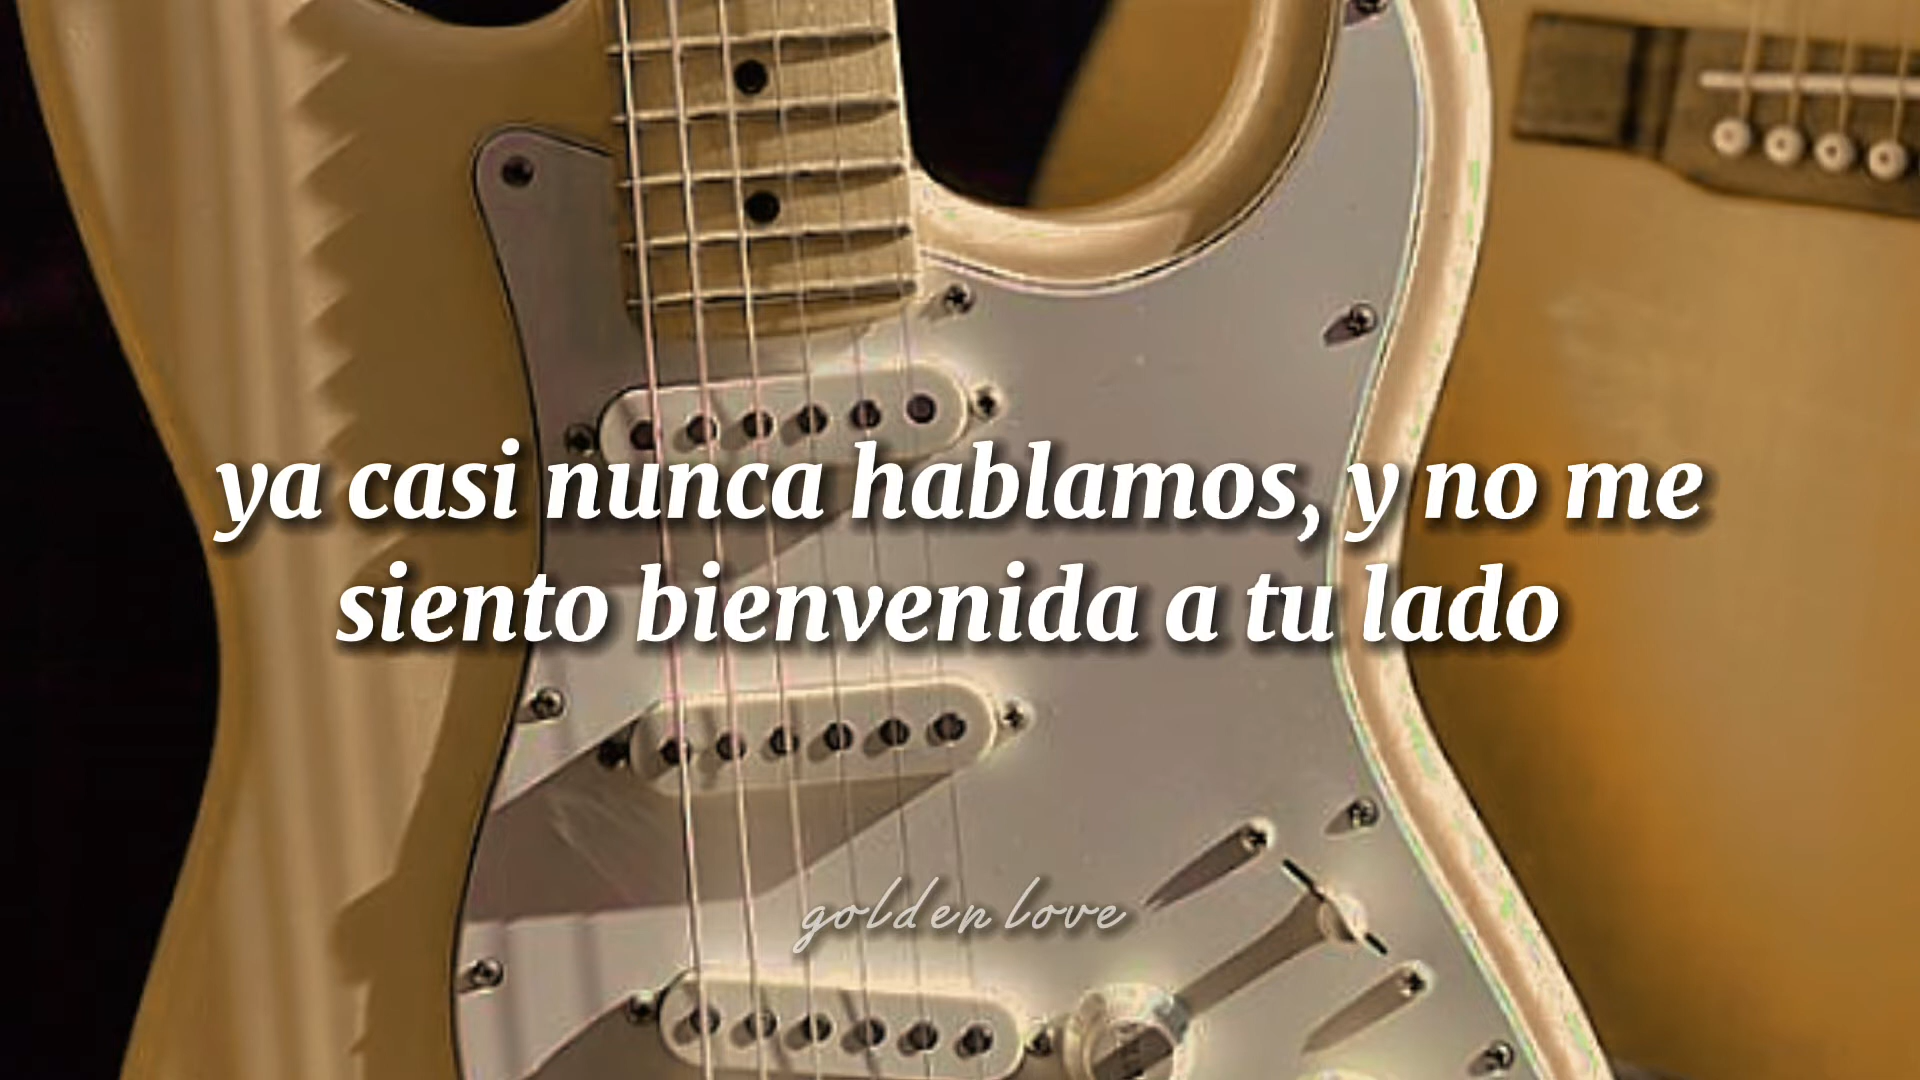 ya casi nunca hablamos, y no me
siento bienvenida a tu lado
golden love